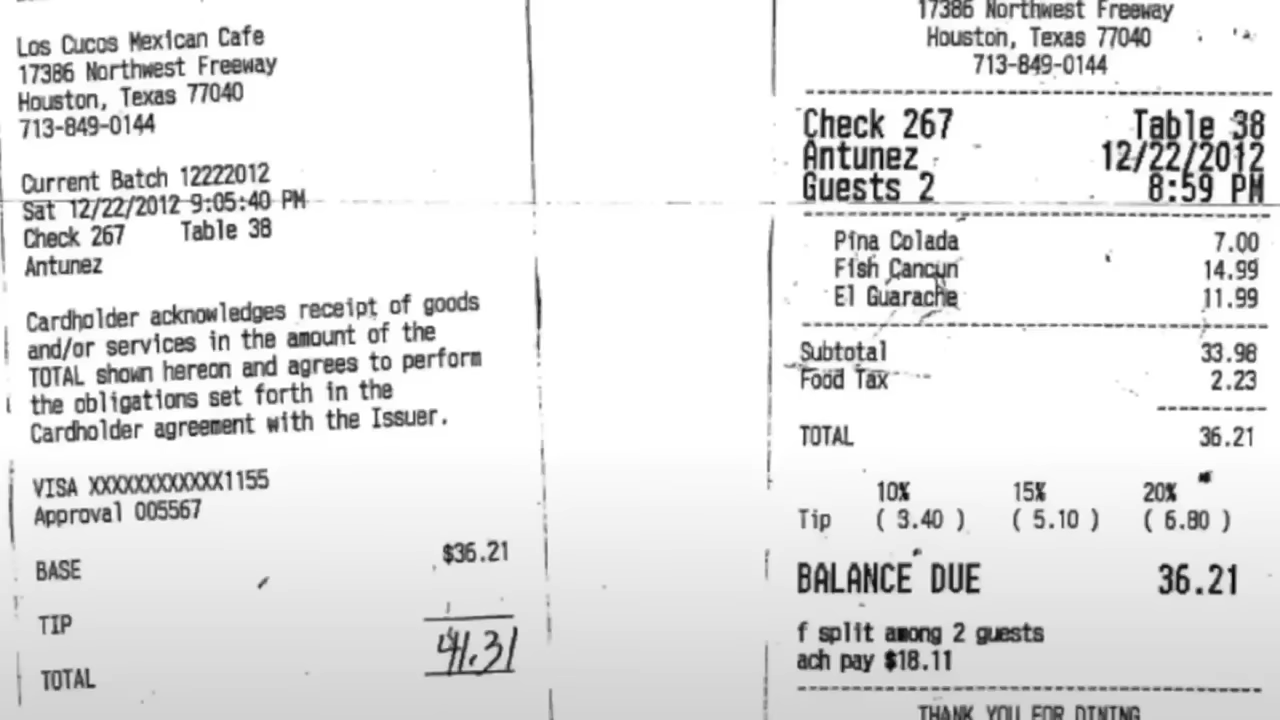 Los Cucos Mexican Cafe
17386 Northwest Freeway
Houston, Texas 77040
713-849-0144
Current Batch 12222012
Sat 12/22/2012 9:05:40 PM
Check 267 Table 38
Antunez
Cardholder acknowledges receipt of goods
and/or services in the amount of the
TOTAL shown hereon and agrees to perform
the obligations set forth in the
Cardholder agreement with the Issuer.
VISA XXXXXXXXXXXX1155
Approval 005567
BASE $36.21
TIP
TOTAL 41.31
17386 Northwest Freeway
Houston, Texas 77040
713-849-0144
Check 267 Table 38
Antunez 12/22/2012
Guests 2 8:59 PM
Pina Colada 7.00
Fish Cancun 14.99
El Guarache 11.99
Subtotal 33.98
Food Tax 2.23
TOTAL 36.21
10% 15% 20%
Tip ( 3.40 ) ( 5.10 ) ( 6.80 )
BALANCE DUE 36.21
f split among 2 guests
ach pay $18.11
THANK YOU FOR DINING